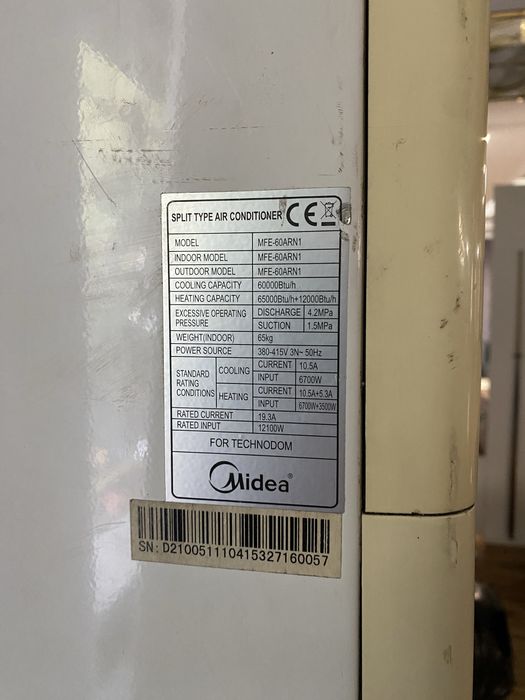 SPLIT TYPE AIR CONDITIONER CE
MODEL MFE-60ARN1
INDOOR MODEL MFE-60ARN1
OUTDOOR MODEL MFE-60ARN1
COOLING CAPACITY 60000Btu/h
HEATING CAPACITY 65000Btu/h+12000Btu/h
EXCESSIVE OPERATING PRESSURE DISCHARGE 4.2MPa
SUCTION 1.5MPa
WEIGHT(INDOOR) 65kg
POWER SOURCE 380-415V 3N~ 50Hz
STANDARD RATING CONDITIONS COOLING CURRENT 10.5A
INPUT 6700W
HEATING CURRENT 10.5A+5.3A
INPUT 6700W+3500W
RATED CURRENT 19.3A
RATED INPUT 12100W
FOR TECHNODOM
Midea®
SN: D210051110415327160057